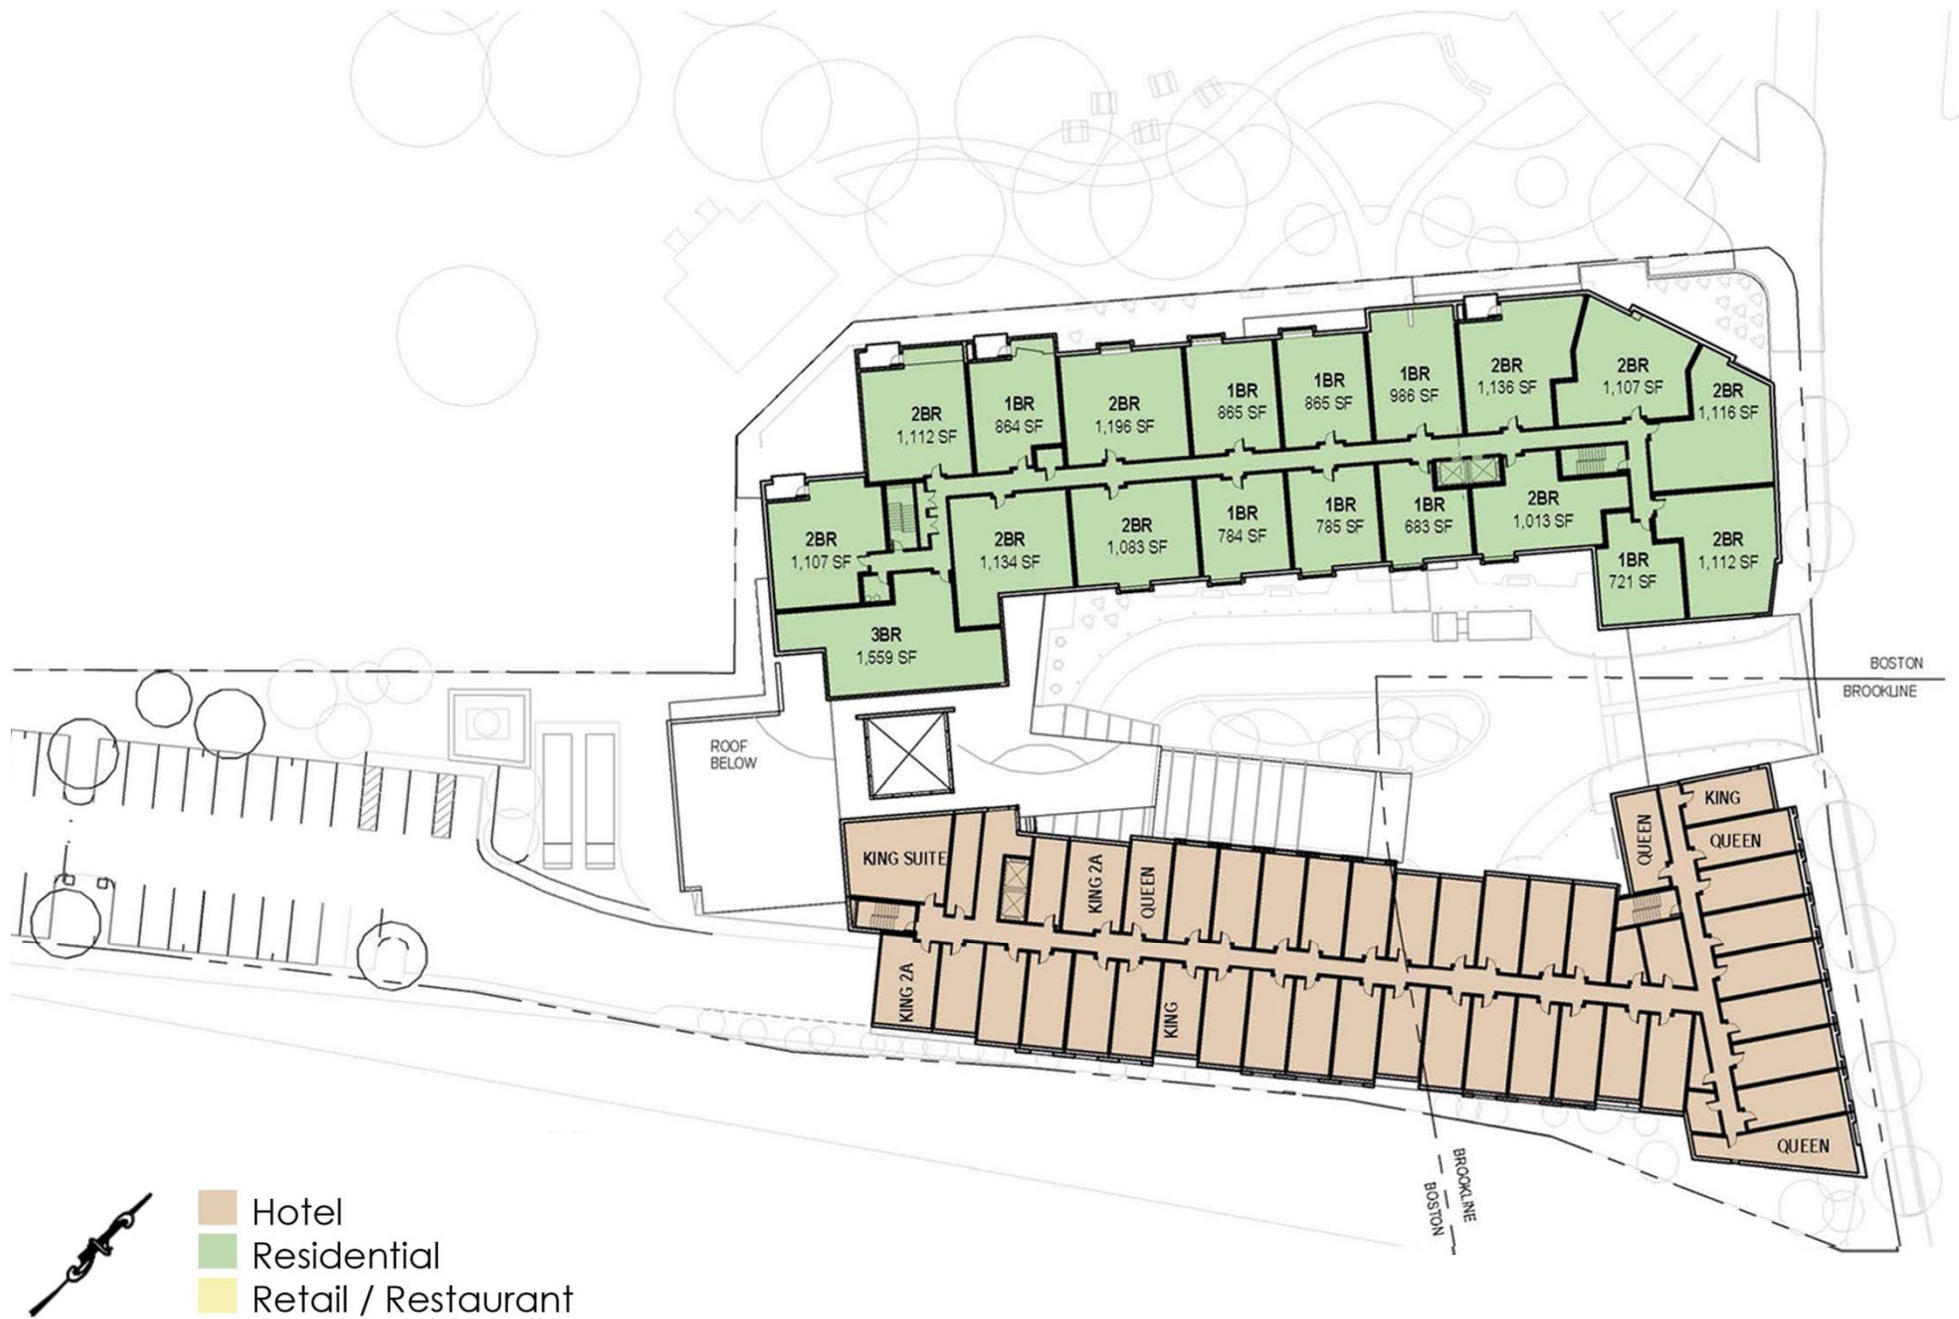 2BR
1,112 SF
1BR
864 SF
2BR
1,196 SF
1BR
865 SF
1BR
865 SF
1BR
986 SF
2BR
1,136 SF
2BR
1,107 SF
2BR
1,116 SF
2BR
1,107 SF
2BR
1,134 SF
2BR
1,083 SF
1BR
784 SF
1BR
785 SF
1BR
683 SF
2BR
1,013 SF
1BR
721 SF
2BR
1,112 SF
3BR
1,559 SF
BOSTON
BROOKLINE
ROOF
BELOW
KING SUITE
KING 2A
QUEEN
QUEEN
KING
QUEEN
KING 2A
KING
QUEEN
BROOKLINE
BOSTON
Hotel
Residential
Retail / Restaurant